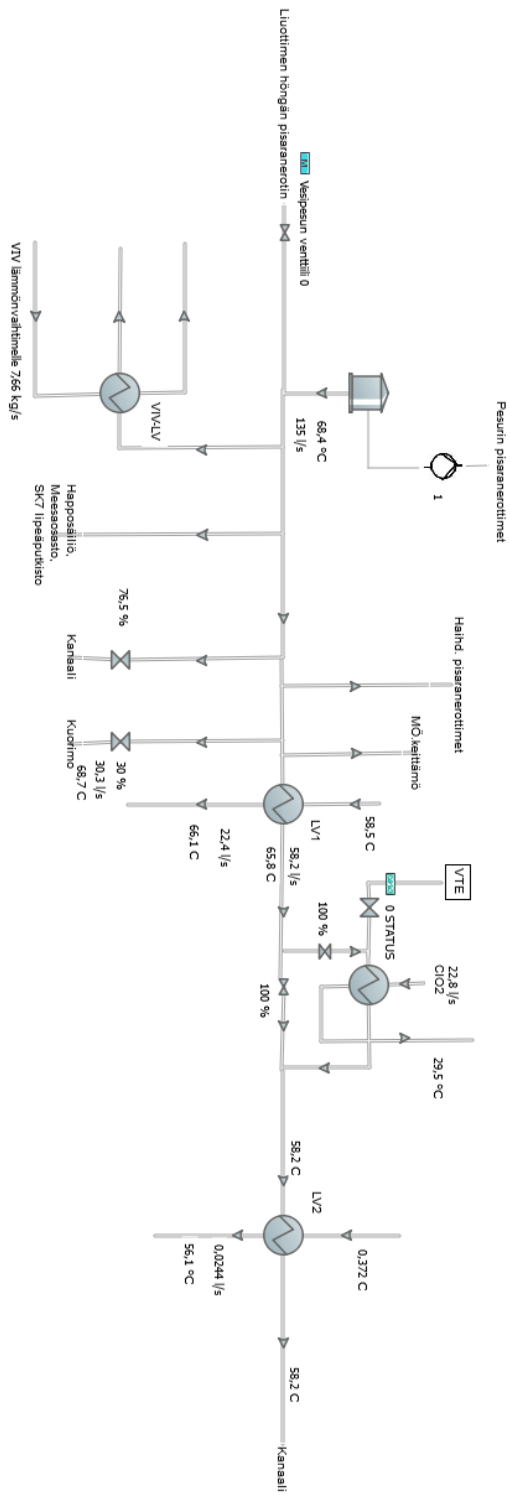 Liuottimen höngän pisaranerotin
M
Vesipesun venttiili 0
VIV lämmönvaihtimelle 7,66 kg/s
VIV-LV
68,4 °C
135 l/s
Pesurin pisaranerottimet
1
Happosäiliö,
Meesaosasto,
SK7 lipeäputkisto
76,5 %
Kanaali
Kuorimo
30 %
30,3 l/s
68,7 C
Haihd. pisaranerottimet
MÖ.keittämö
LV1
58,5 C
22,4 l/s
66,1 C
58,2 l/s
65,8 C
VTE
0 STATUS
100 %
100 %
22,8 l/s
ClO2
29,5 °C
58,2 C
LV2
0,372 C
0,0244 l/s
56,1 °C
58,2 C
Kanaali